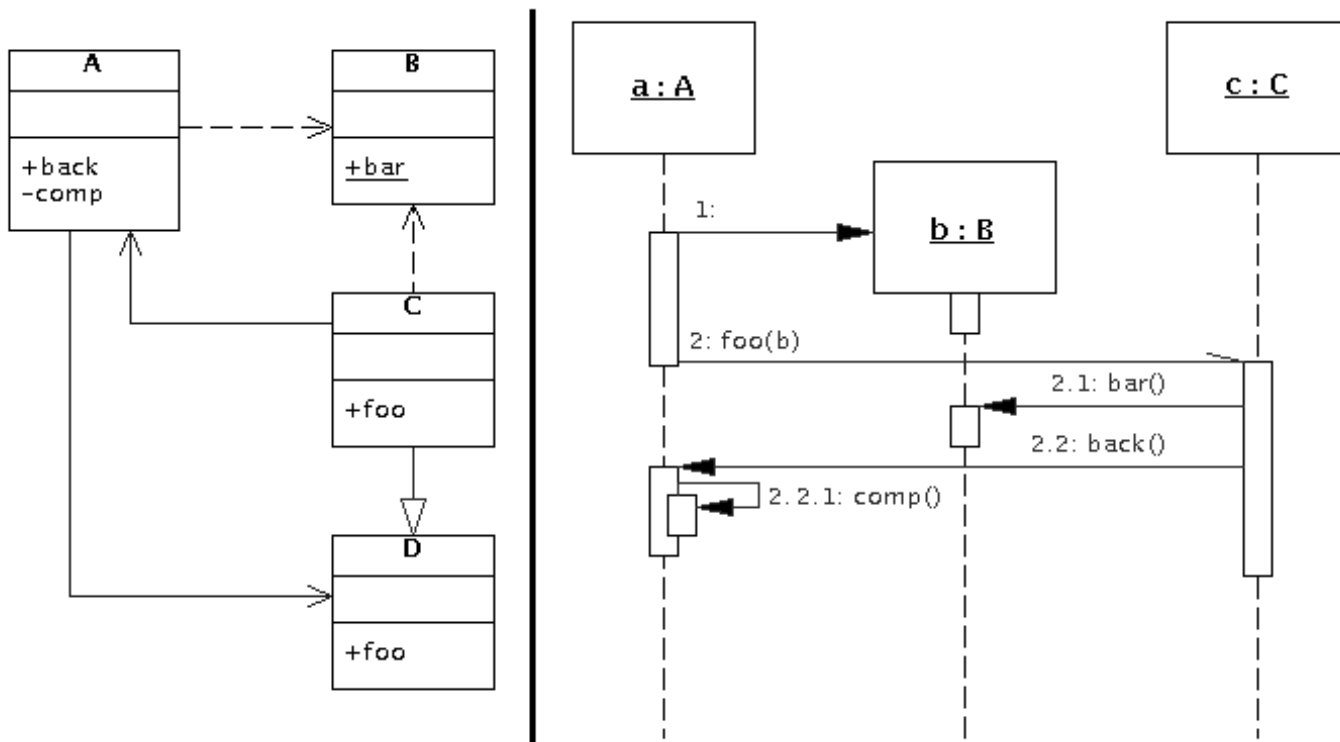 A
+back
-comp
B
+bar
C
+foo
D
+foo
a : A
c : C
b : B
1:
2: foo(b)
2.1: bar()
2.2: back()
2.2.1: comp()